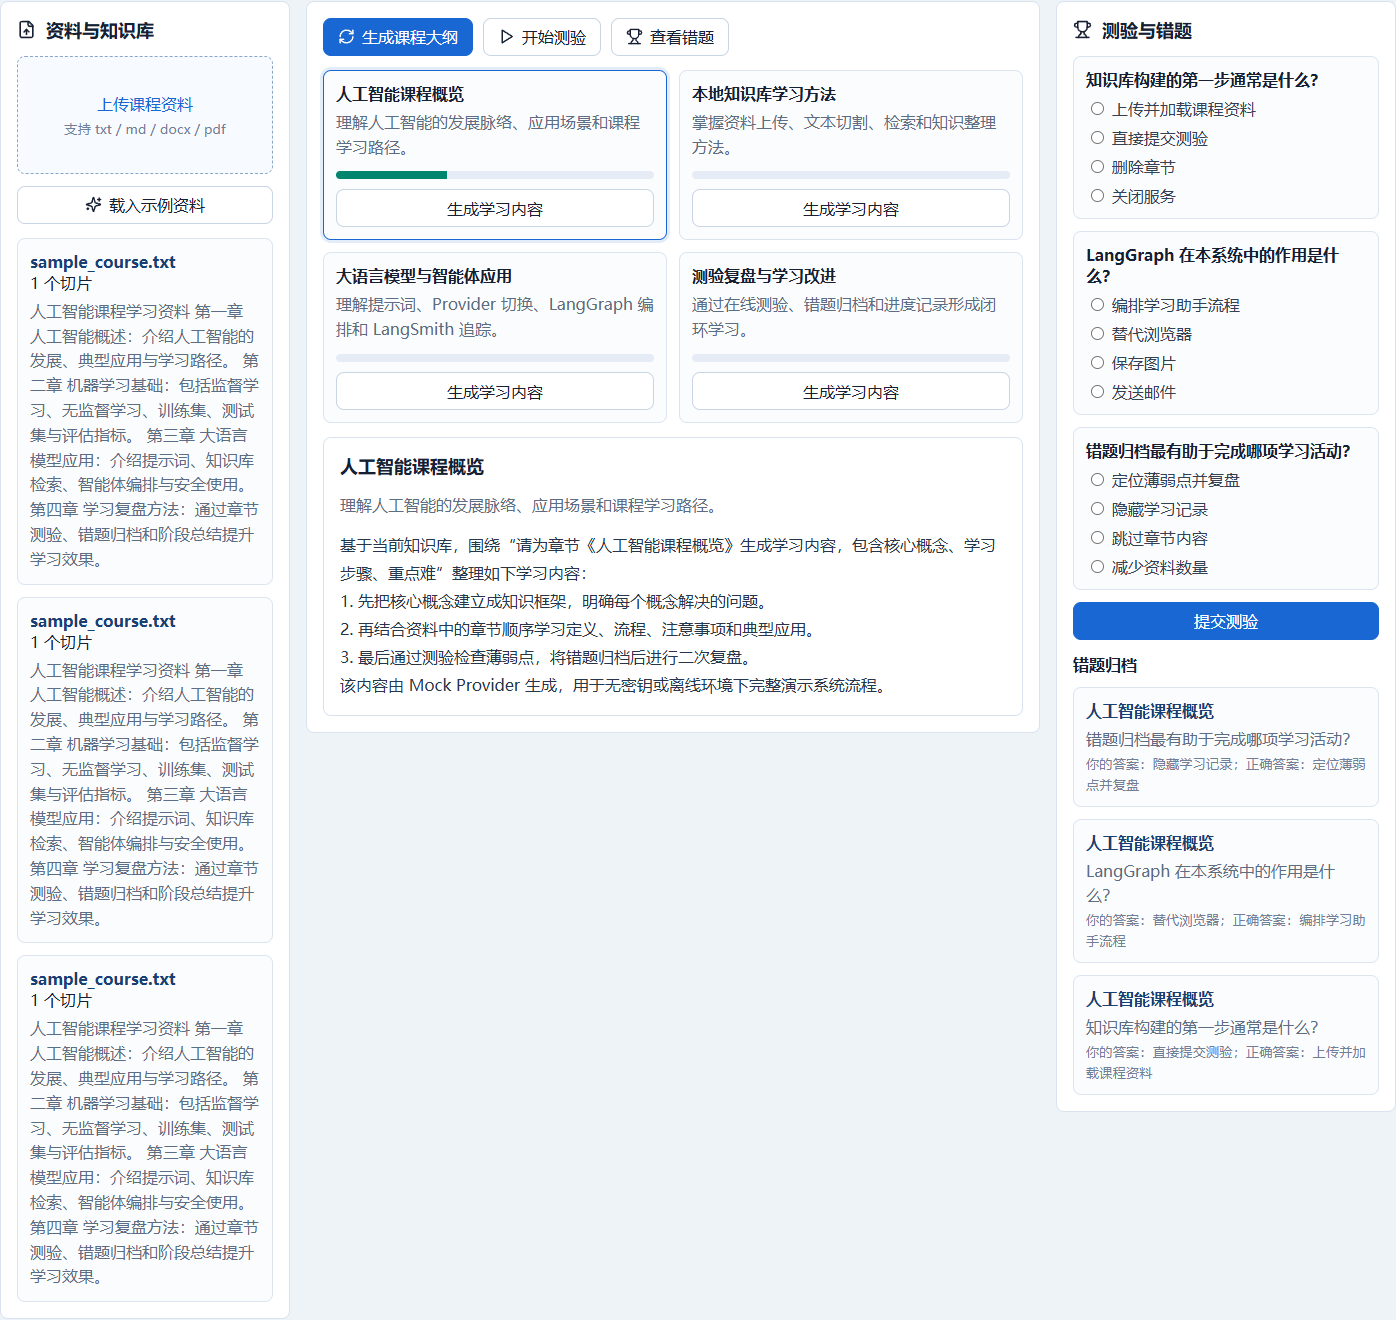 资料与知识库
上传课程资料
支持 txt / md / docx / pdf
载入示例资料
sample_course.txt
1 个切片
人工智能课程学习资料 第一章
人工智能概述：介绍人工智能的
发展、典型应用与学习路径。 第
二章 机器学习基础：包括监督学
习、无监督学习、训练集、测试
集与评估指标。 第三章 大语言
模型应用：介绍提示词、知识库
检索、智能体编排与安全使用。
第四章 学习复盘方法：通过章节
测验、错题归档和阶段总结提升
学习效果。
sample_course.txt
1 个切片
人工智能课程学习资料 第一章
人工智能概述：介绍人工智能的
发展、典型应用与学习路径。 第
二章 机器学习基础：包括监督学
习、无监督学习、训练集、测试
集与评估指标。 第三章 大语言
模型应用：介绍提示词、知识库
检索、智能体编排与安全使用。
第四章 学习复盘方法：通过章节
测验、错题归档和阶段总结提升
学习效果。
sample_course.txt
1 个切片
人工智能课程学习资料 第一章
人工智能概述：介绍人工智能的
发展、典型应用与学习路径。 第
二章 机器学习基础：包括监督学
习、无监督学习、训练集、测试
集与评估指标。 第三章 大语言
模型应用：介绍提示词、知识库
检索、智能体编排与安全使用。
第四章 学习复盘方法：通过章节
测验、错题归档和阶段总结提升
学习效果。
生成课程大纲
开始测验
查看错题
人工智能课程概览
理解人工智能的发展脉络、应用场景和课程
学习路径。
生成学习内容
本地知识库学习方法
掌握资料上传、文本切割、检索和知识整理
方法。
生成学习内容
大语言模型与智能体应用
理解提示词、Provider 切换、LangGraph 编
排和 LangSmith 追踪。
生成学习内容
测验复盘与学习改进
通过在线测验、错题归档和进度记录形成闭
环学习。
生成学习内容
人工智能课程概览
理解人工智能的发展脉络、应用场景和课程学习路径。
基于当前知识库，围绕“请为章节《人工智能课程概览》生成学习内容，包含核心概念、学习
步骤、重点难”整理如下学习内容：
1. 先把核心概念建立成知识框架，明确每个概念解决的问题。
2. 再结合资料中的章节顺序学习定义、流程、注意事项和典型应用。
3. 最后通过测验检查薄弱点，将错题归档后进行二次复盘。
该内容由 Mock Provider 生成，用于无密钥或离线环境下完整演示系统流程。
测验与错题
知识库构建的第一步通常是什么？
上传并加载课程资料
直接提交测验
删除章节
关闭服务
LangGraph 在本系统中的作用是什
么？
编排学习助手流程
替代浏览器
保存图片
发送邮件
错题归档最有助于完成哪项学习活动？
定位薄弱点并复盘
隐藏学习记录
跳过章节内容
减少资料数量
提交测验
错题归档
人工智能课程概览
错题归档最有助于完成哪项学习活动？
你的答案：隐藏学习记录；正确答案：定位薄弱
点并复盘
人工智能课程概览
LangGraph 在本系统中的作用是什
么？
你的答案：替代浏览器；正确答案：编排学习助
手流程
人工智能课程概览
知识库构建的第一步通常是什么？
你的答案：直接提交测验；正确答案：上传并加
载课程资料